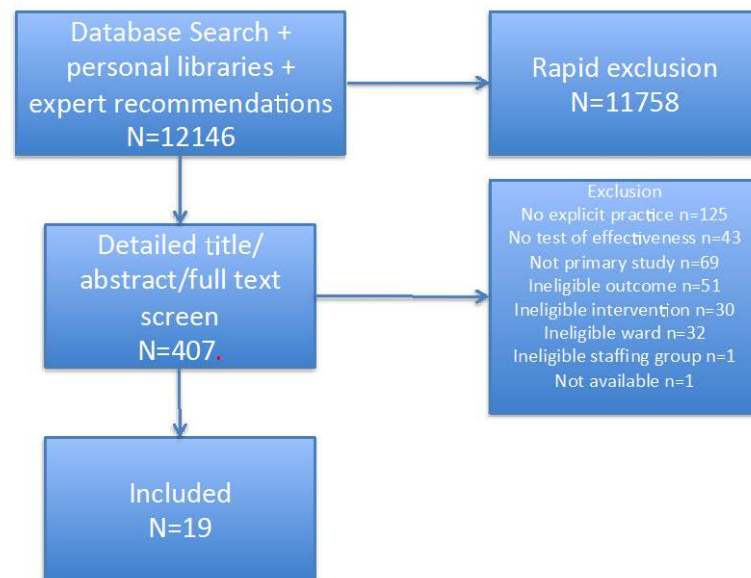 Database Search +
personal libraries +
expert recommendations
N=12146
Rapid exclusion
N=11758
Detailed title/
abstract/full text
screen
N=407.
Exclusion
No explicit practice n=125
No test of effectiveness n=43
Not primary study n=69
Ineligible outcome n=51
Ineligible intervention n=30
Ineligible ward n=32
Ineligible staffing group n=1
Not available n=1
Included
N=19